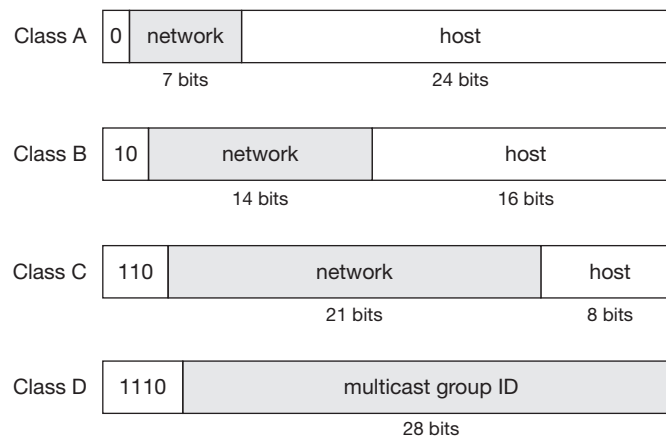 Class A 0 network host
7 bits 24 bits
Class B 10 network host
14 bits 16 bits
Class C 110 network host
21 bits 8 bits
Class D 1110 multicast group ID
28 bits